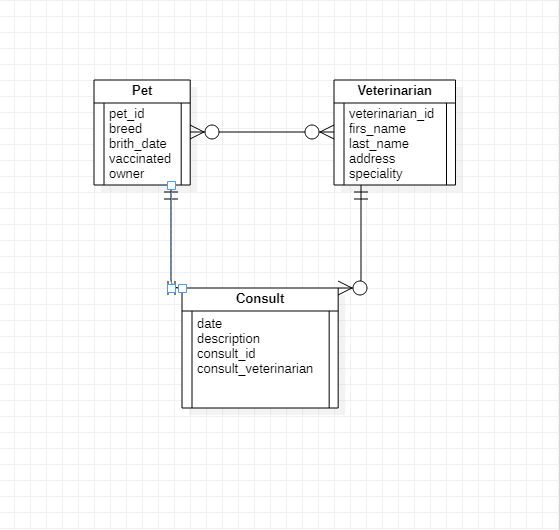 Pet
pet_id
breed
brith_date
vaccinated
owner
Veterinarian
veterinarian_id
firs_name
last_name
address
speciality
Consult
date
description
consult_id
consult_veterinarian